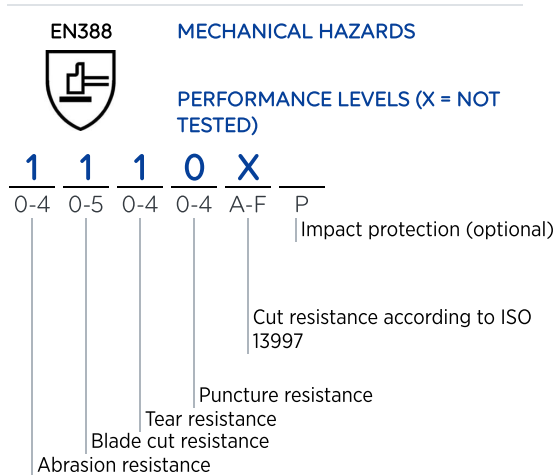 EN388
MECHANICAL HAZARDS
PERFORMANCE LEVELS (X = NOT
TESTED)
1 1 1 0 X
0-4 0-5 0-4 0-4 A-F P
Impact protection (optional)
Cut resistance according to ISO
13997
Puncture resistance
Tear resistance
Blade cut resistance
Abrasion resistance